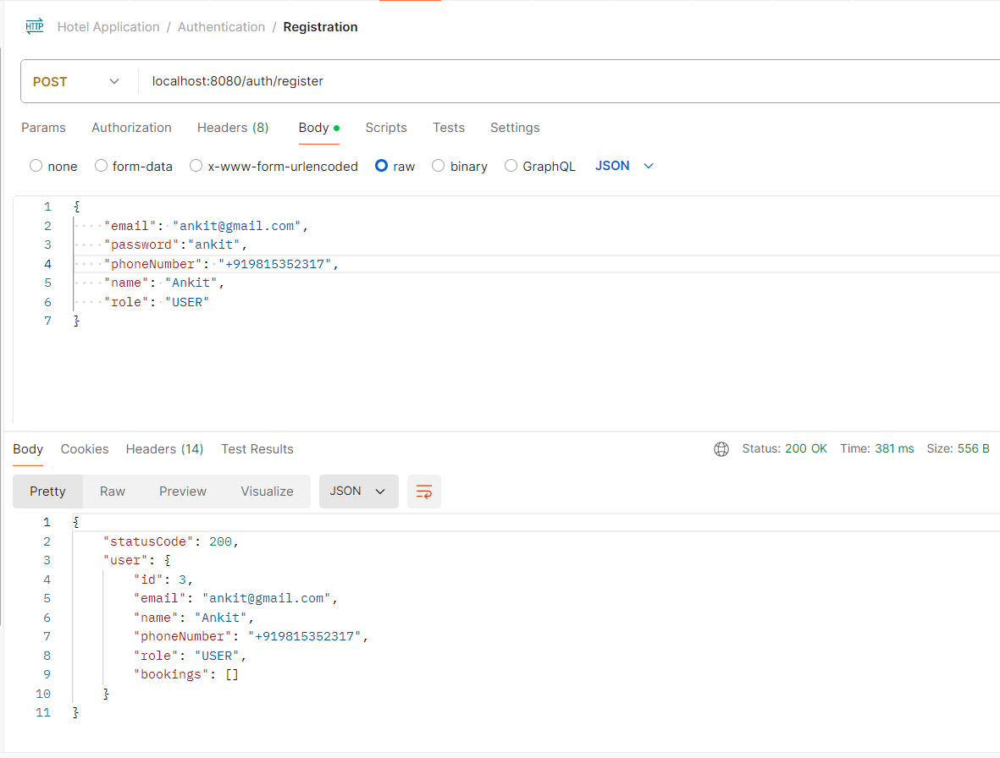 HTTP Hotel Application / Authentication / Registration
POST localhost:8080/auth/register
Params Authorization Headers (8) Body Scripts Tests Settings
none form-data x-www-form-urlencoded raw binary GraphQL JSON
1 {
2 "email": "ankit@gmail.com",
3 "password":"ankit",
4 "phoneNumber": "+919815352317",
5 "name": "Ankit",
6 "role": "USER"
7 }
Body Cookies Headers (14) Test Results Status: 200 OK Time: 381 ms Size: 556 B
Pretty Raw Preview Visualize JSON
1 {
2 "statusCode": 200,
3 "user": {
4 "id": 3,
5 "email": "ankit@gmail.com",
6 "name": "Ankit",
7 "phoneNumber": "+919815352317",
8 "role": "USER",
9 "bookings": []
10 }
11 }